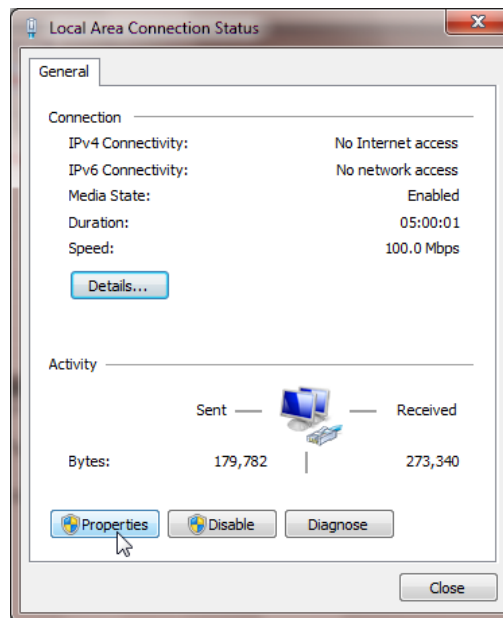 Local Area Connection Status
General
Connection
IPv4 Connectivity: No Internet access
IPv6 Connectivity: No network access
Media State: Enabled
Duration: 05:00:01
Speed: 100.0 Mbps
Details...
Activity
Sent Received
Bytes: 179,782 273,340
Properties Disable Diagnose
Close